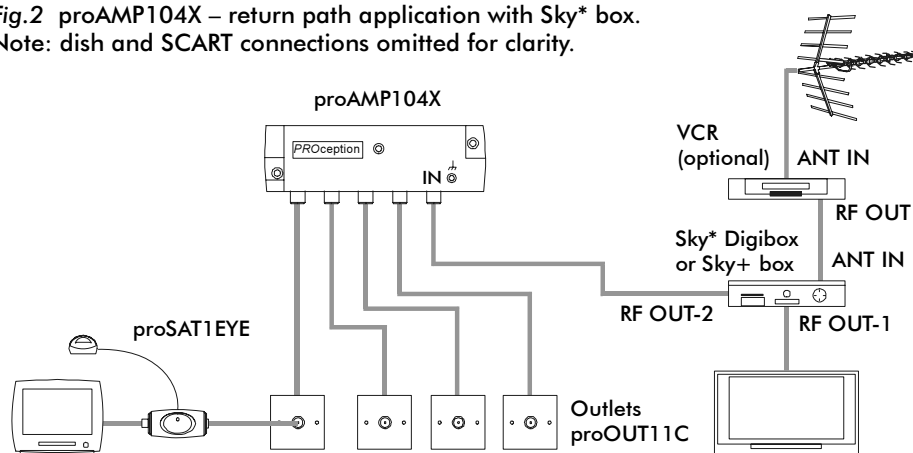 Fig.2 proAMP104X – return path application with Sky* box.
Note: dish and SCART connections omitted for clarity.
proAMP104X
PROception
IN
VCR
(optional)
ANT IN
RF OUT
Sky* Digibox
or Sky+ box
ANT IN
RF OUT-2
RF OUT-1
proSAT1EYE
Outlets
proOUT11C